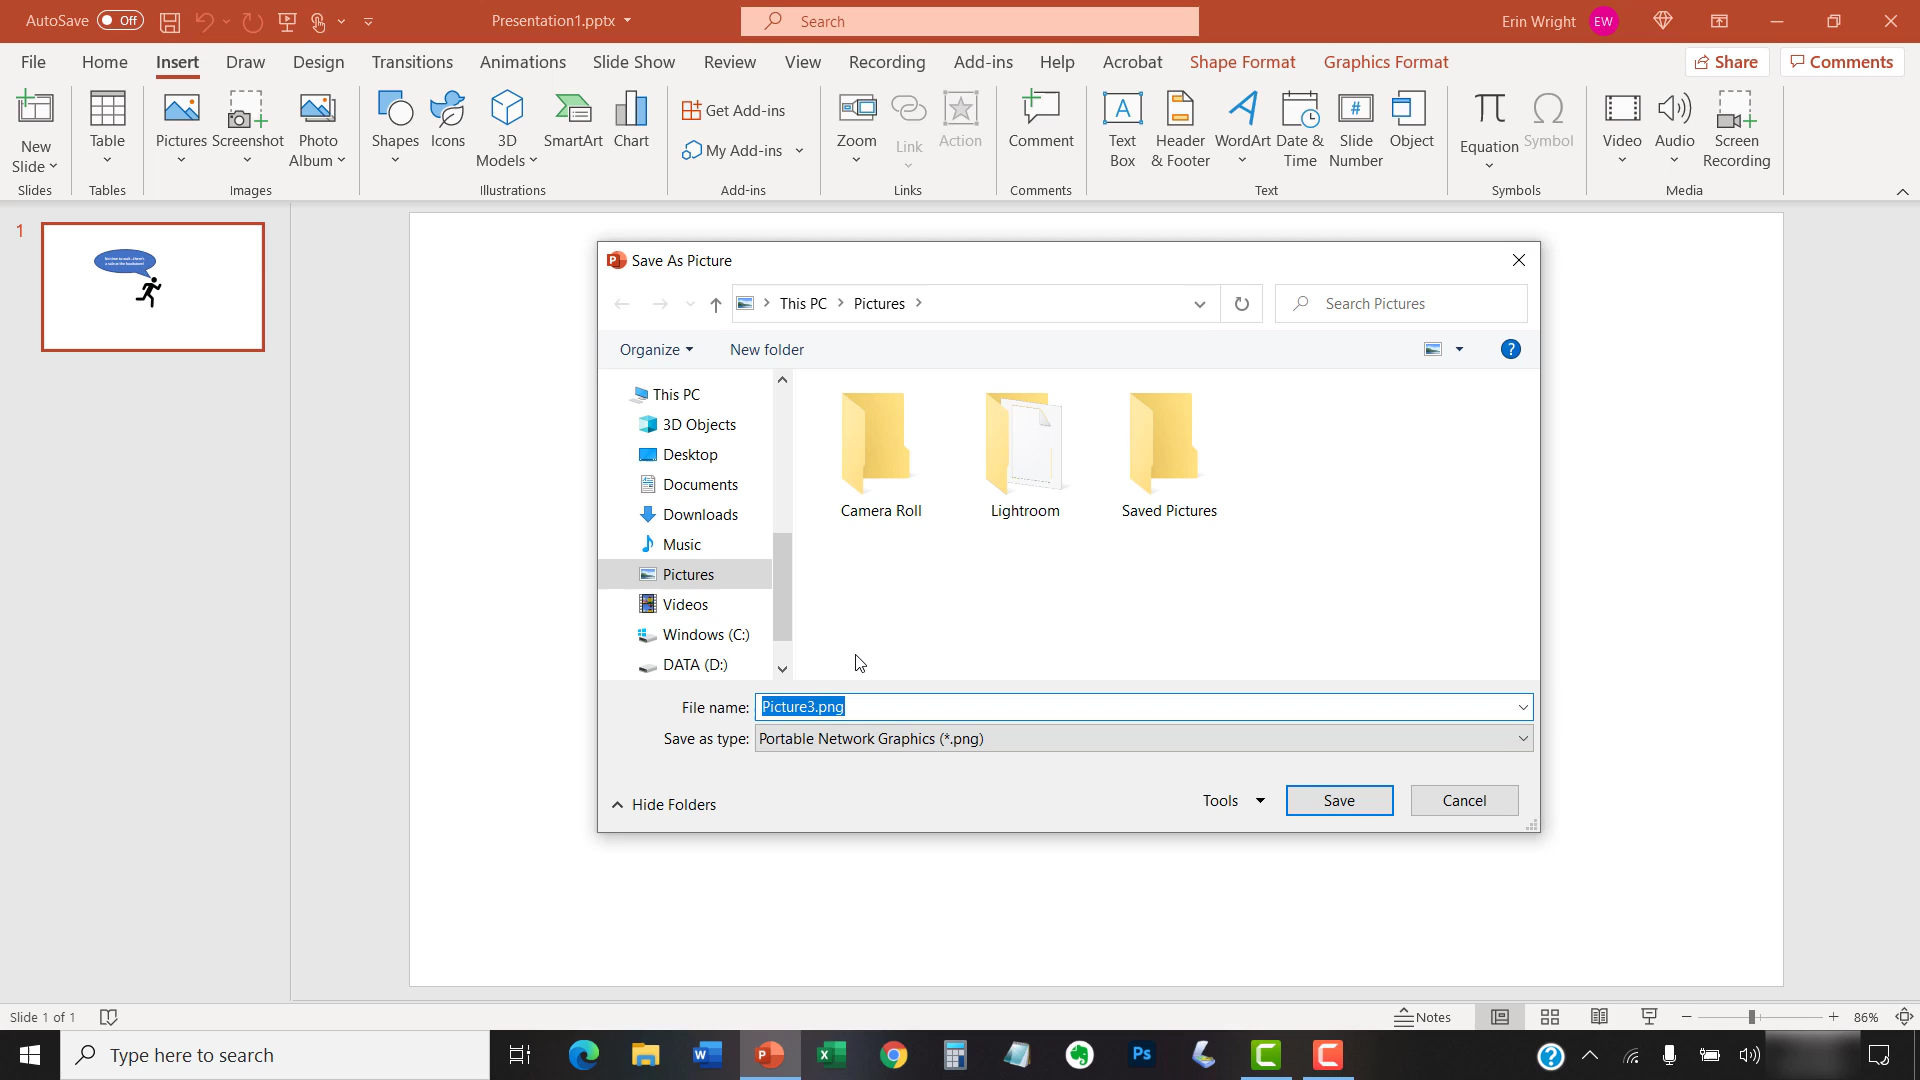 AutoSave Off
Presentation1.pptx
Search
Erin Wright EW
File Home Insert Draw Design Transitions Animations Slide Show Review View Recording Add-ins Help Acrobat Shape Format Graphics Format
Share
Comments
New Slide
Table
Pictures
Screenshot
Photo Album
Shapes
Icons
3D Models
SmartArt
Chart
Get Add-ins
My Add-ins
Zoom
Link
Action
Comment
Text Box
Header & Footer
WordArt
Date & Time
Slide Number
Object
Equation
Symbol
Video
Audio
Screen Recording
Slides Tables Images Illustrations Add-ins Links Comments Text Symbols Media
1
Save As Picture
This PC Pictures
Search Pictures
Organize New folder
This PC
3D Objects
Desktop
Documents
Downloads
Music
Pictures
Videos
Windows (C:)
DATA (D:)
Camera Roll Lightroom Saved Pictures
File name: Picture3.png
Save as type: Portable Network Graphics (*.png)
Hide Folders
Tools Save Cancel
Slide 1 of 1
Notes
86%
Type here to search